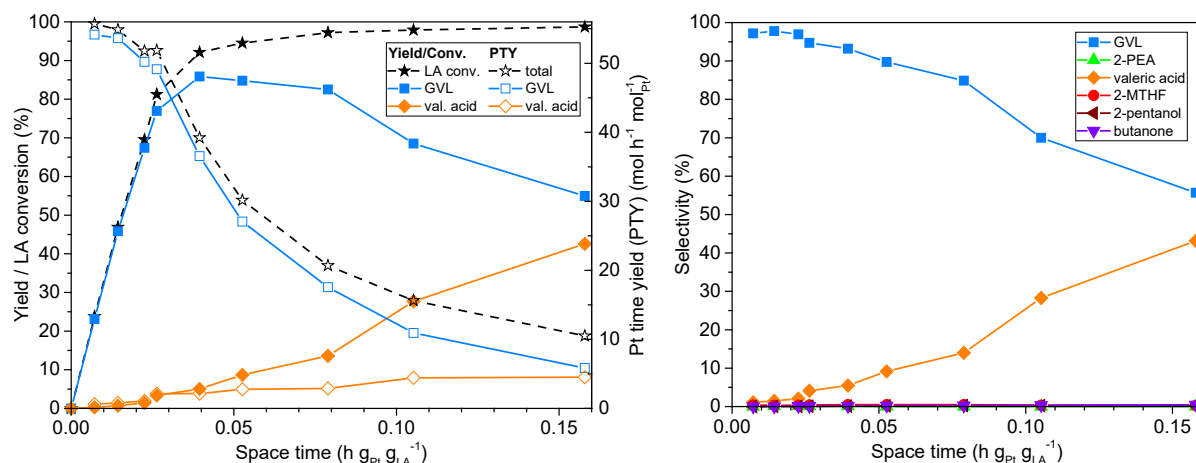 Yield / LA conversion (%)
100
90
80
70
60
50
40
30
20
10
0
Yield/Conv. PTY
LA conv. total
GVL GVL
val. acid val. acid
50
40
30
20
10
0
Pt time yield (PTY) (mol h⁻¹ mol⁻¹Pt)
0.00 0.05 0.10 0.15
Space time (h gPt gLA⁻¹)
Selectivity (%)
100
90
80
70
60
50
40
30
20
10
0
GVL
2-PEA
valeric acid
2-MTHF
2-pentanol
butanone
0.00 0.05 0.10 0.15
Space time (h gPt gLA⁻¹)